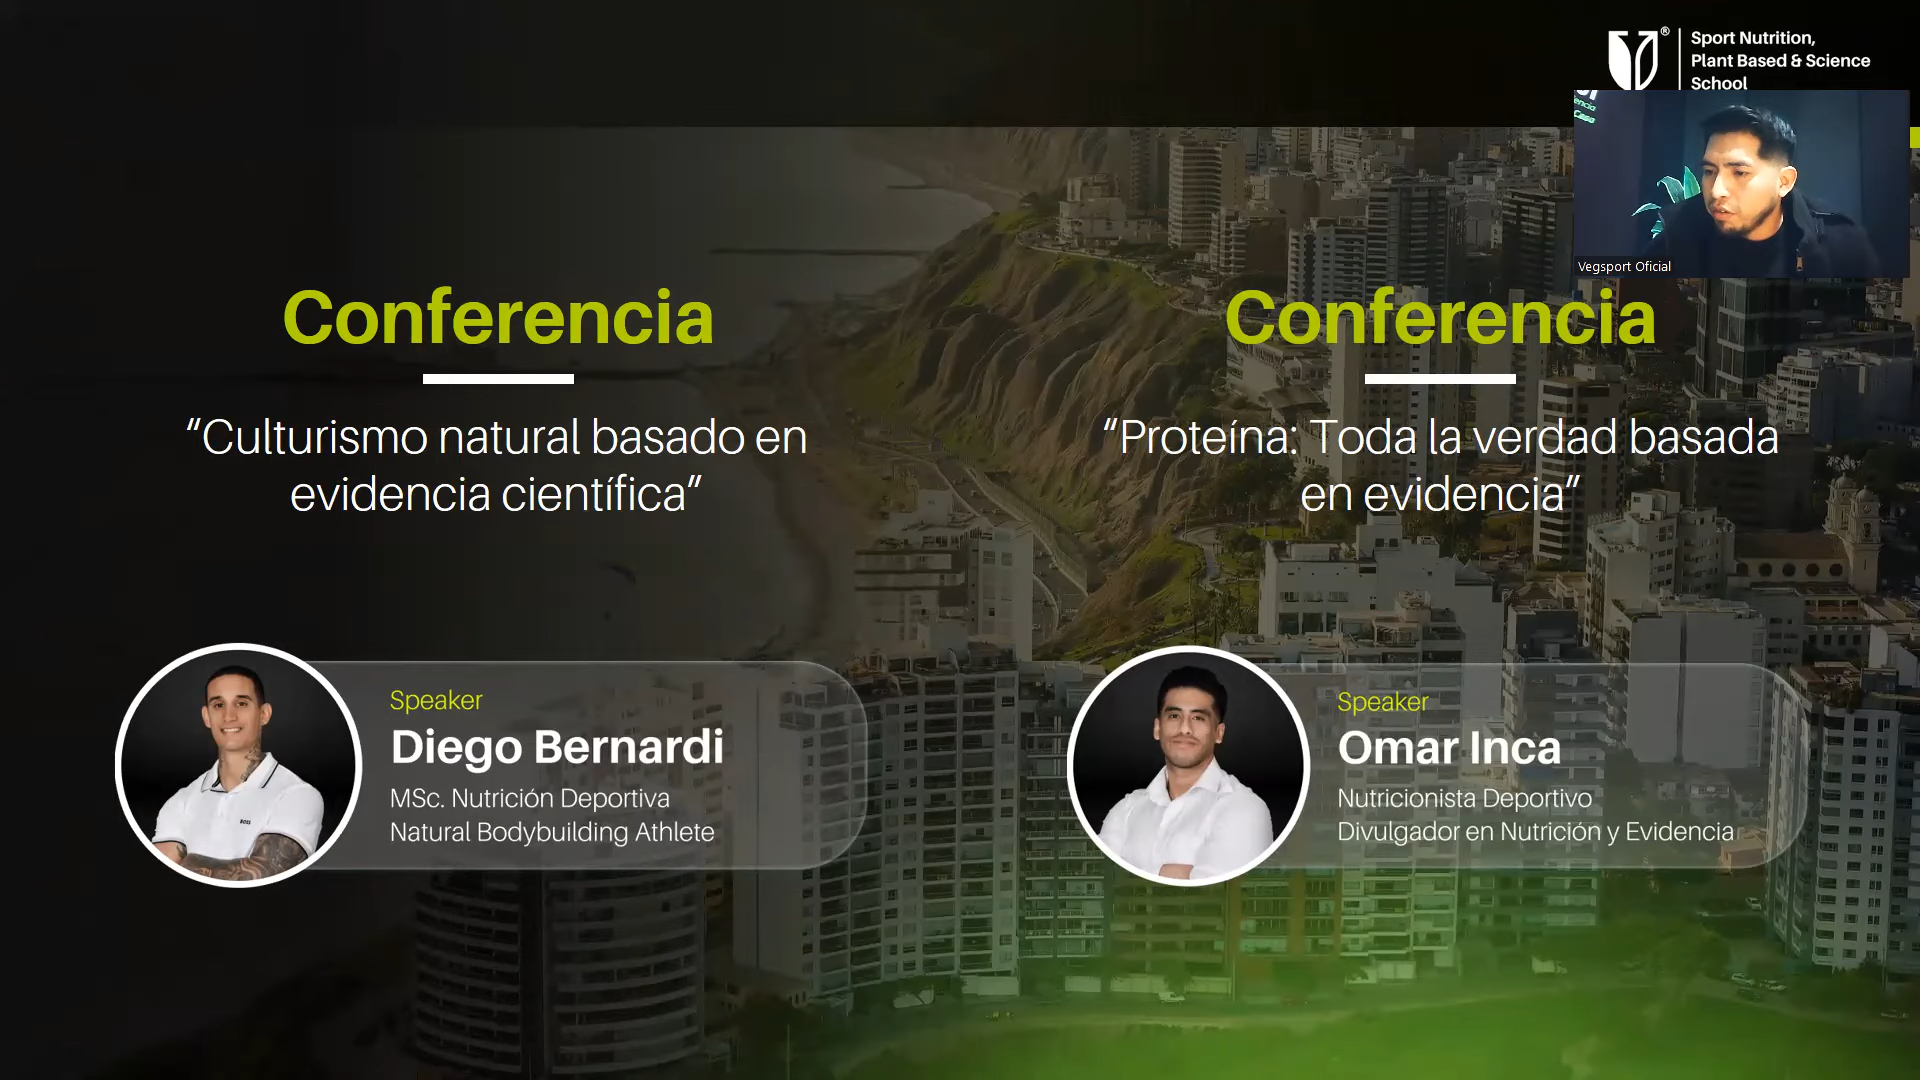 Sport Nutrition,
Plant Based & Science
School
Vegsport Oficial
Conferencia
“Culturismo natural basado en
evidencia científica”
Speaker
Diego Bernardi
MSc. Nutrición Deportiva
Natural Bodybuilding Athlete
Conferencia
“Proteína: Toda la verdad basada
en evidencia”
Speaker
Omar Inca
Nutricionista Deportivo
Divulgador en Nutrición y Evidencia